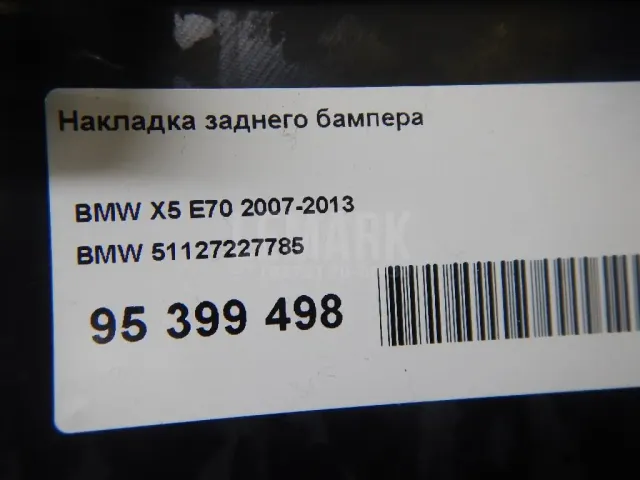 Накладка заднего бампера
BMW X5 E70 2007-2013
BMW 51127227785
95 399 498